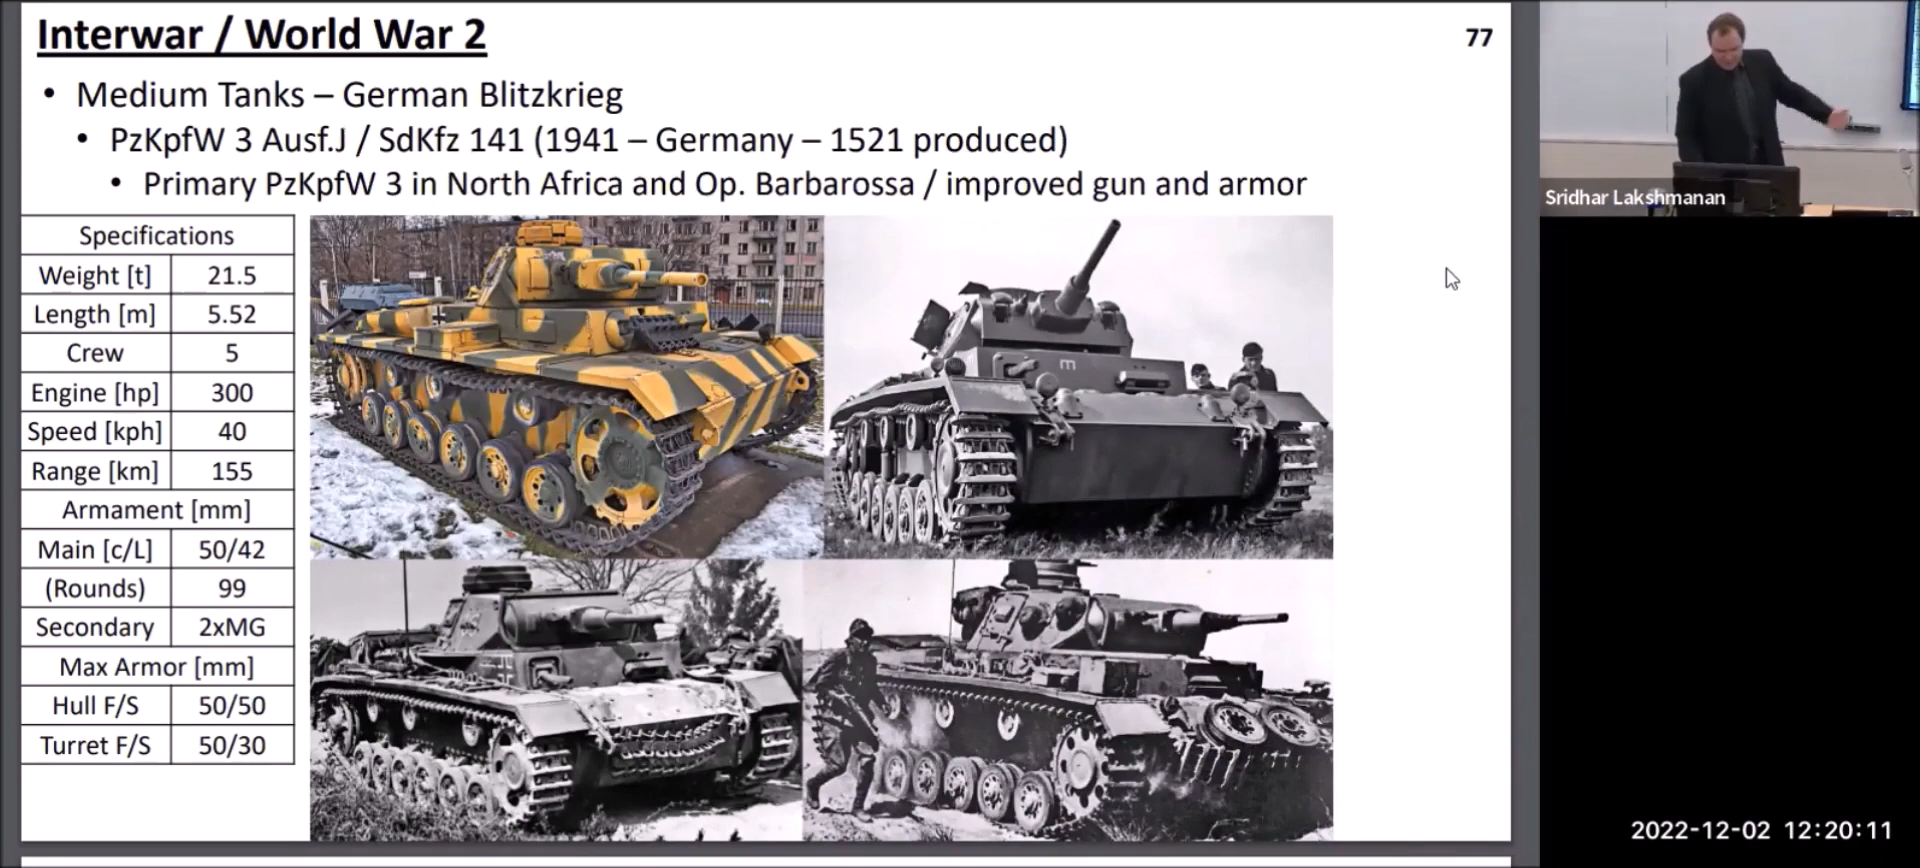 Interwar / World War 2
77
• Medium Tanks – German Blitzkrieg
• PzKpfW 3 Ausf.J / SdKfz 141 (1941 – Germany – 1521 produced)
• Primary PzKpfW 3 in North Africa and Op. Barbarossa / improved gun and armor
Specifications
Weight [t] 21.5
Length [m] 5.52
Crew 5
Engine [hp] 300
Speed [kph] 40
Range [km] 155
Armament [mm]
Main [c/L] 50/42
(Rounds) 99
Secondary 2xMG
Max Armor [mm]
Hull F/S 50/50
Turret F/S 50/30
m
Sridhar Lakshmanan
2022-12-02 12:20:11